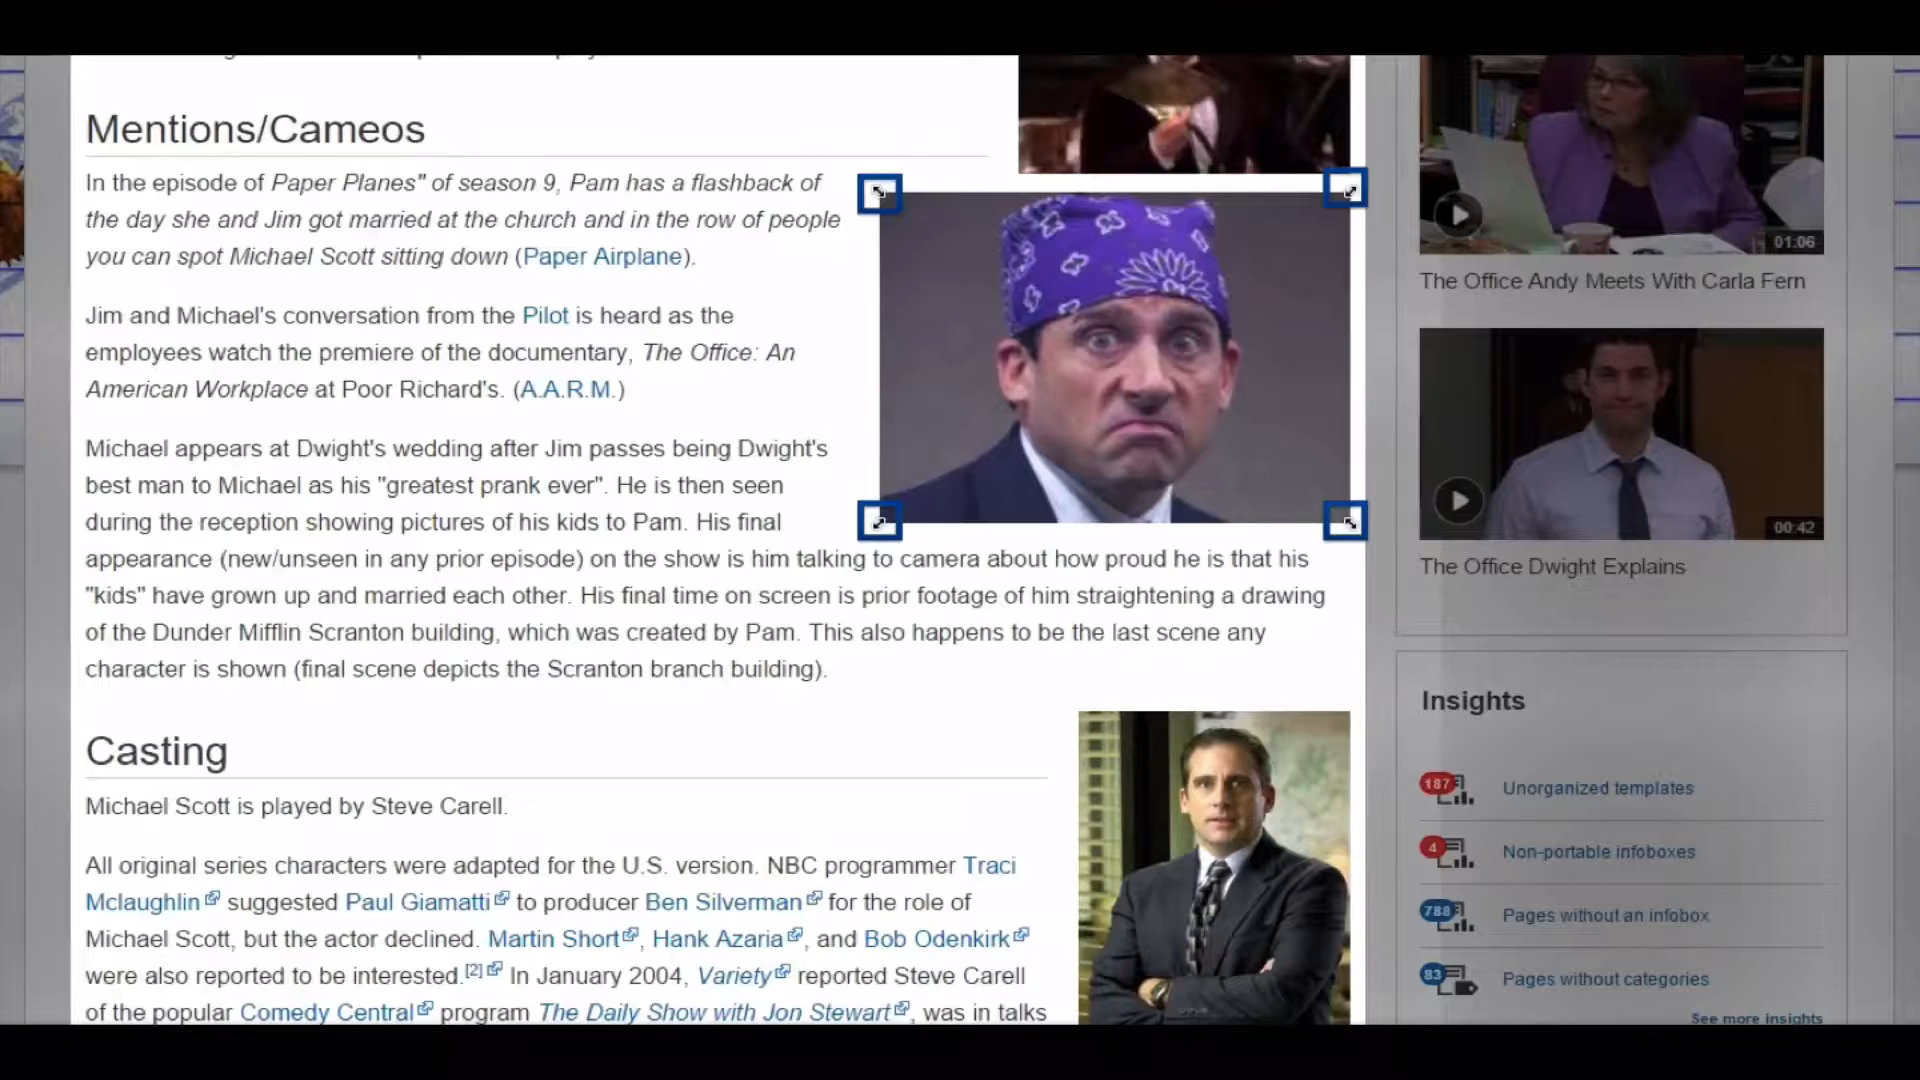 Mentions/Cameos
In the episode of Paper Planes" of season 9, Pam has a flashback of
the day she and Jim got married at the church and in the row of people
you can spot Michael Scott sitting down (Paper Airplane).
Jim and Michael's conversation from the Pilot is heard as the
employees watch the premiere of the documentary, The Office: An
American Workplace at Poor Richard's. (A.A.R.M.)
Michael appears at Dwight's wedding after Jim passes being Dwight's
best man to Michael as his "greatest prank ever". He is then seen
during the reception showing pictures of his kids to Pam. His final
appearance (new/unseen in any prior episode) on the show is him talking to camera about how proud he is that his
"kids" have grown up and married each other. His final time on screen is prior footage of him straightening a drawing
of the Dunder Mifflin Scranton building, which was created by Pam. This also happens to be the last scene any
character is shown (final scene depicts the Scranton branch building).
Casting
Michael Scott is played by Steve Carell.
All original series characters were adapted for the U.S. version. NBC programmer Traci
Mclaughlin suggested Paul Giamatti to producer Ben Silverman for the role of
Michael Scott, but the actor declined. Martin Short, Hank Azaria, and Bob Odenkirk
were also reported to be interested.[2] In January 2004, Variety reported Steve Carell
of the popular Comedy Central program The Daily Show with Jon Stewart, was in talks
01:06
The Office Andy Meets With Carla Fern
00:42
The Office Dwight Explains
Insights
187 Unorganized templates
4 Non-portable infoboxes
788 Pages without an infobox
83 Pages without categories
See more insights